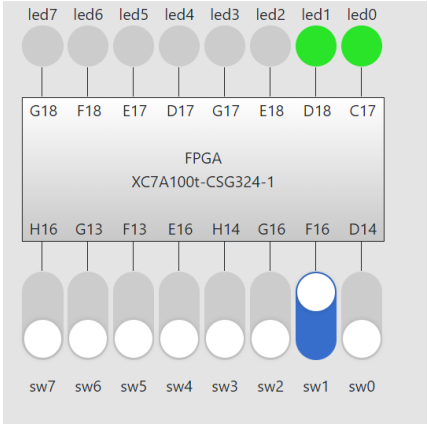 led7 led6 led5 led4 led3 led2 led1 led0
G18 F18 E17 D17 G17 E18 D18 C17
FPGA
XC7A100t-CSG324-1
H16 G13 F13 E16 H14 G16 F16 D14
sw7 sw6 sw5 sw4 sw3 sw2 sw1 sw0